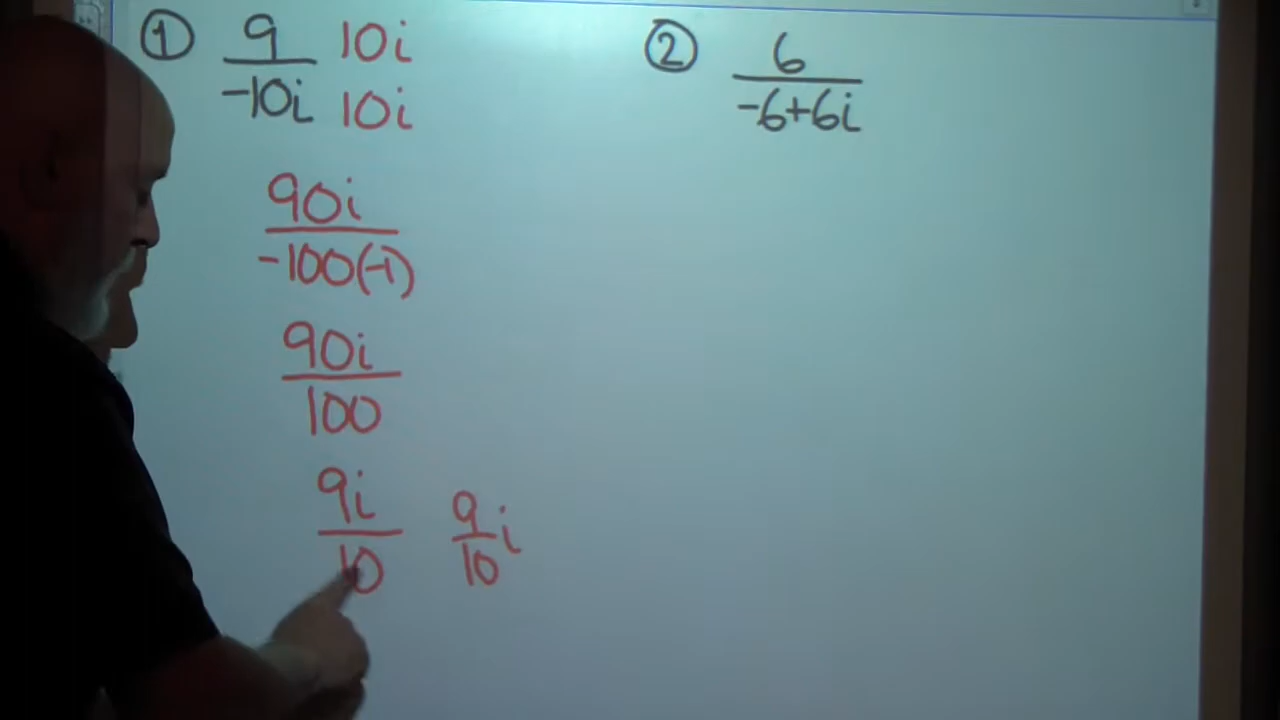 ① 9 10i
-10i 10i
90i
-100(-1)
90i
100
9i
10
9
10 i
② 6
-6+6i